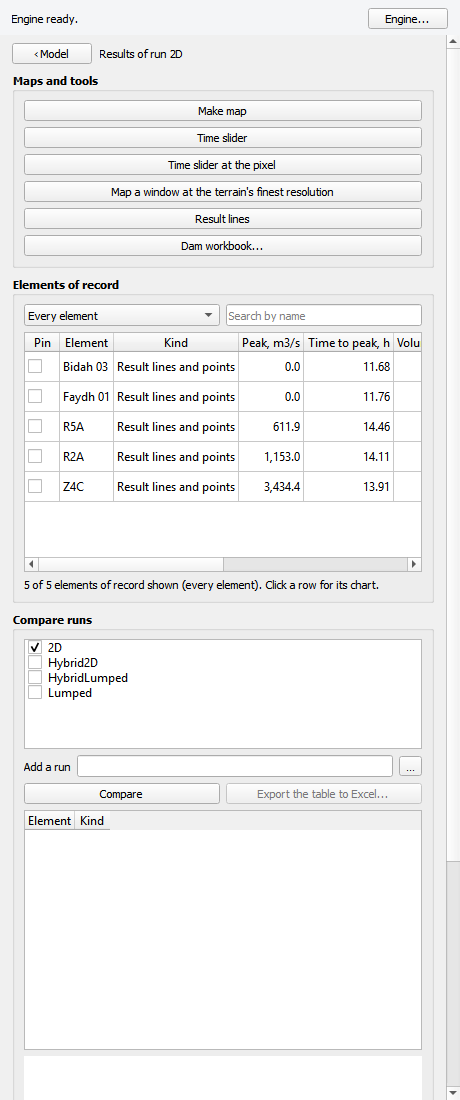 Engine ready.
Engine...
‹Model
Results of run 2D
Maps and tools
Make map
Time slider
Time slider at the pixel
Map a window at the terrain's finest resolution
Result lines
Dam workbook...
Elements of record
Every element
Search by name
Pin Element Kind Peak, m3/s Time to peak, h Volu
Bidah 03 Result lines and points 0.0 11.68
Faydh 01 Result lines and points 0.0 11.76
R5A Result lines and points 611.9 14.46
R2A Result lines and points 1,153.0 14.11
Z4C Result lines and points 3,434.4 13.91
5 of 5 elements of record shown (every element). Click a row for its chart.
Compare runs
2D
Hybrid2D
HybridLumped
Lumped
Add a run
...
Compare
Export the table to Excel...
Element Kind